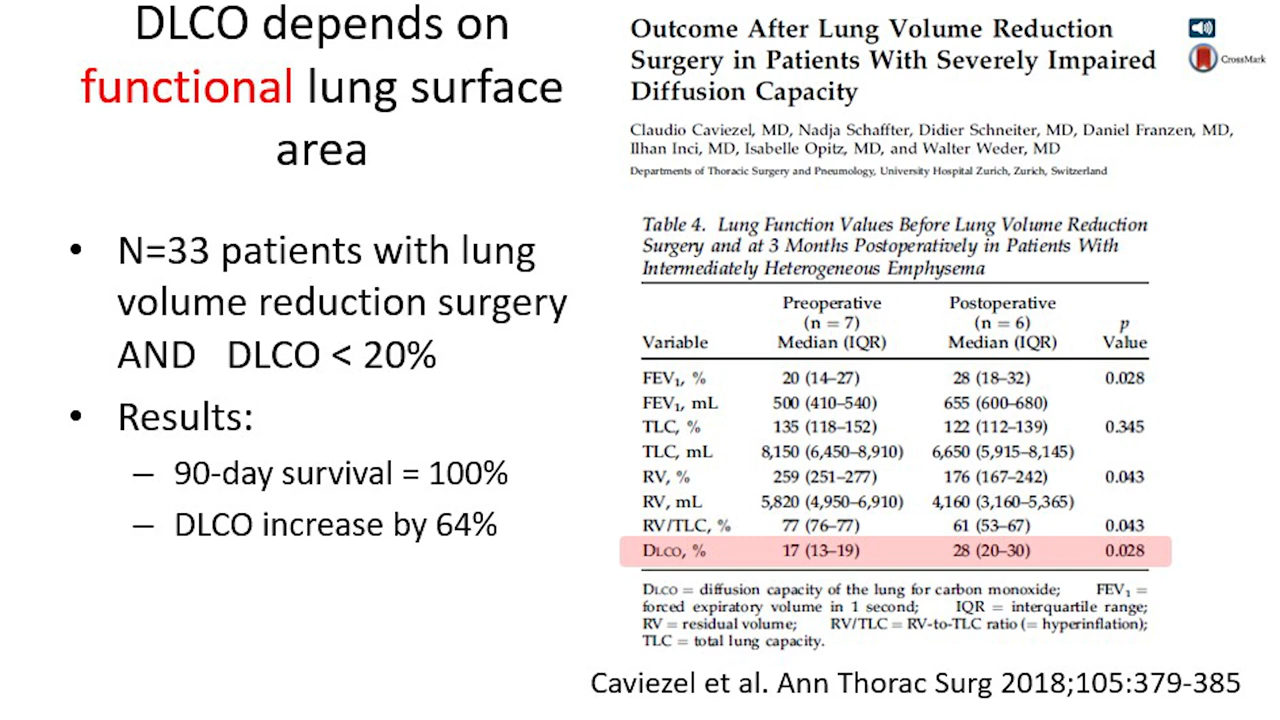 DLCO depends on
functional lung surface
area
• N=33 patients with lung
volume reduction surgery
AND DLCO < 20%
• Results:
– 90-day survival = 100%
– DLCO increase by 64%
Outcome After Lung Volume Reduction
Surgery in Patients With Severely Impaired
Diffusion Capacity
CrossMark
Claudio Caviezel, MD, Nadja Schaffter, Didier Schneiter, MD, Daniel Franzen, MD,
Ilhan Inci, MD, Isabelle Opitz, MD, and Walter Weder, MD
Departments of Thoracic Surgery and Pneumology, University Hospital Zurich, Zurich, Switzerland
Table 4. Lung Function Values Before Lung Volume Reduction
Surgery and at 3 Months Postoperatively in Patients With
Intermediately Heterogeneous Emphysema
Preoperative Postoperative
(n = 7) (n = 6) p
Variable Median (IQR) Median (IQR) Value
FEV₁, % 20 (14–27) 28 (18–32) 0.028
FEV₁, mL 500 (410–540) 655 (600–680)
TLC, % 135 (118–152) 122 (112–139) 0.345
TLC, mL 8,150 (6,450–8,910) 6,650 (5,915–8,145)
RV, % 259 (251–277) 176 (167–242) 0.043
RV, mL 5,820 (4,950–6,910) 4,160 (3,160–5,365)
RV/TLC, % 77 (76–77) 61 (53–67) 0.043
DLCO, % 17 (13–19) 28 (20–30) 0.028
DLCO = diffusion capacity of the lung for carbon monoxide; FEV₁ =
forced expiratory volume in 1 second; IQR = interquartile range;
RV = residual volume; RV/TLC = RV-to-TLC ratio (= hyperinflation);
TLC = total lung capacity.
Caviezel et al. Ann Thorac Surg 2018;105:379-385